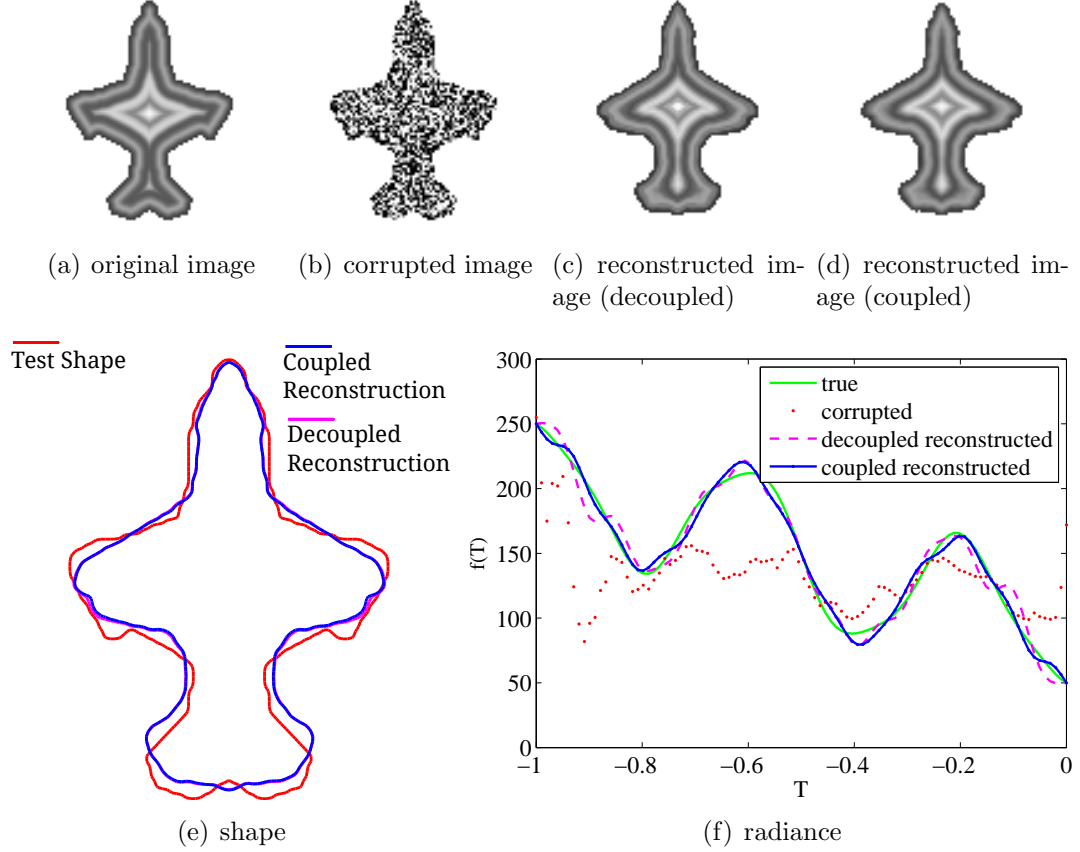 (a) original image
(b) corrupted image
(c) reconstructed im-
age (decoupled)
(d) reconstructed im-
age (coupled)
Test Shape
Coupled
Reconstruction
Decoupled
Reconstruction
(e) shape
300
250
200
150
100
50
0
f(T)
−1
−0.8
−0.6
−0.4
−0.2
0
T
true
corrupted
decoupled reconstructed
coupled reconstructed
(f) radiance